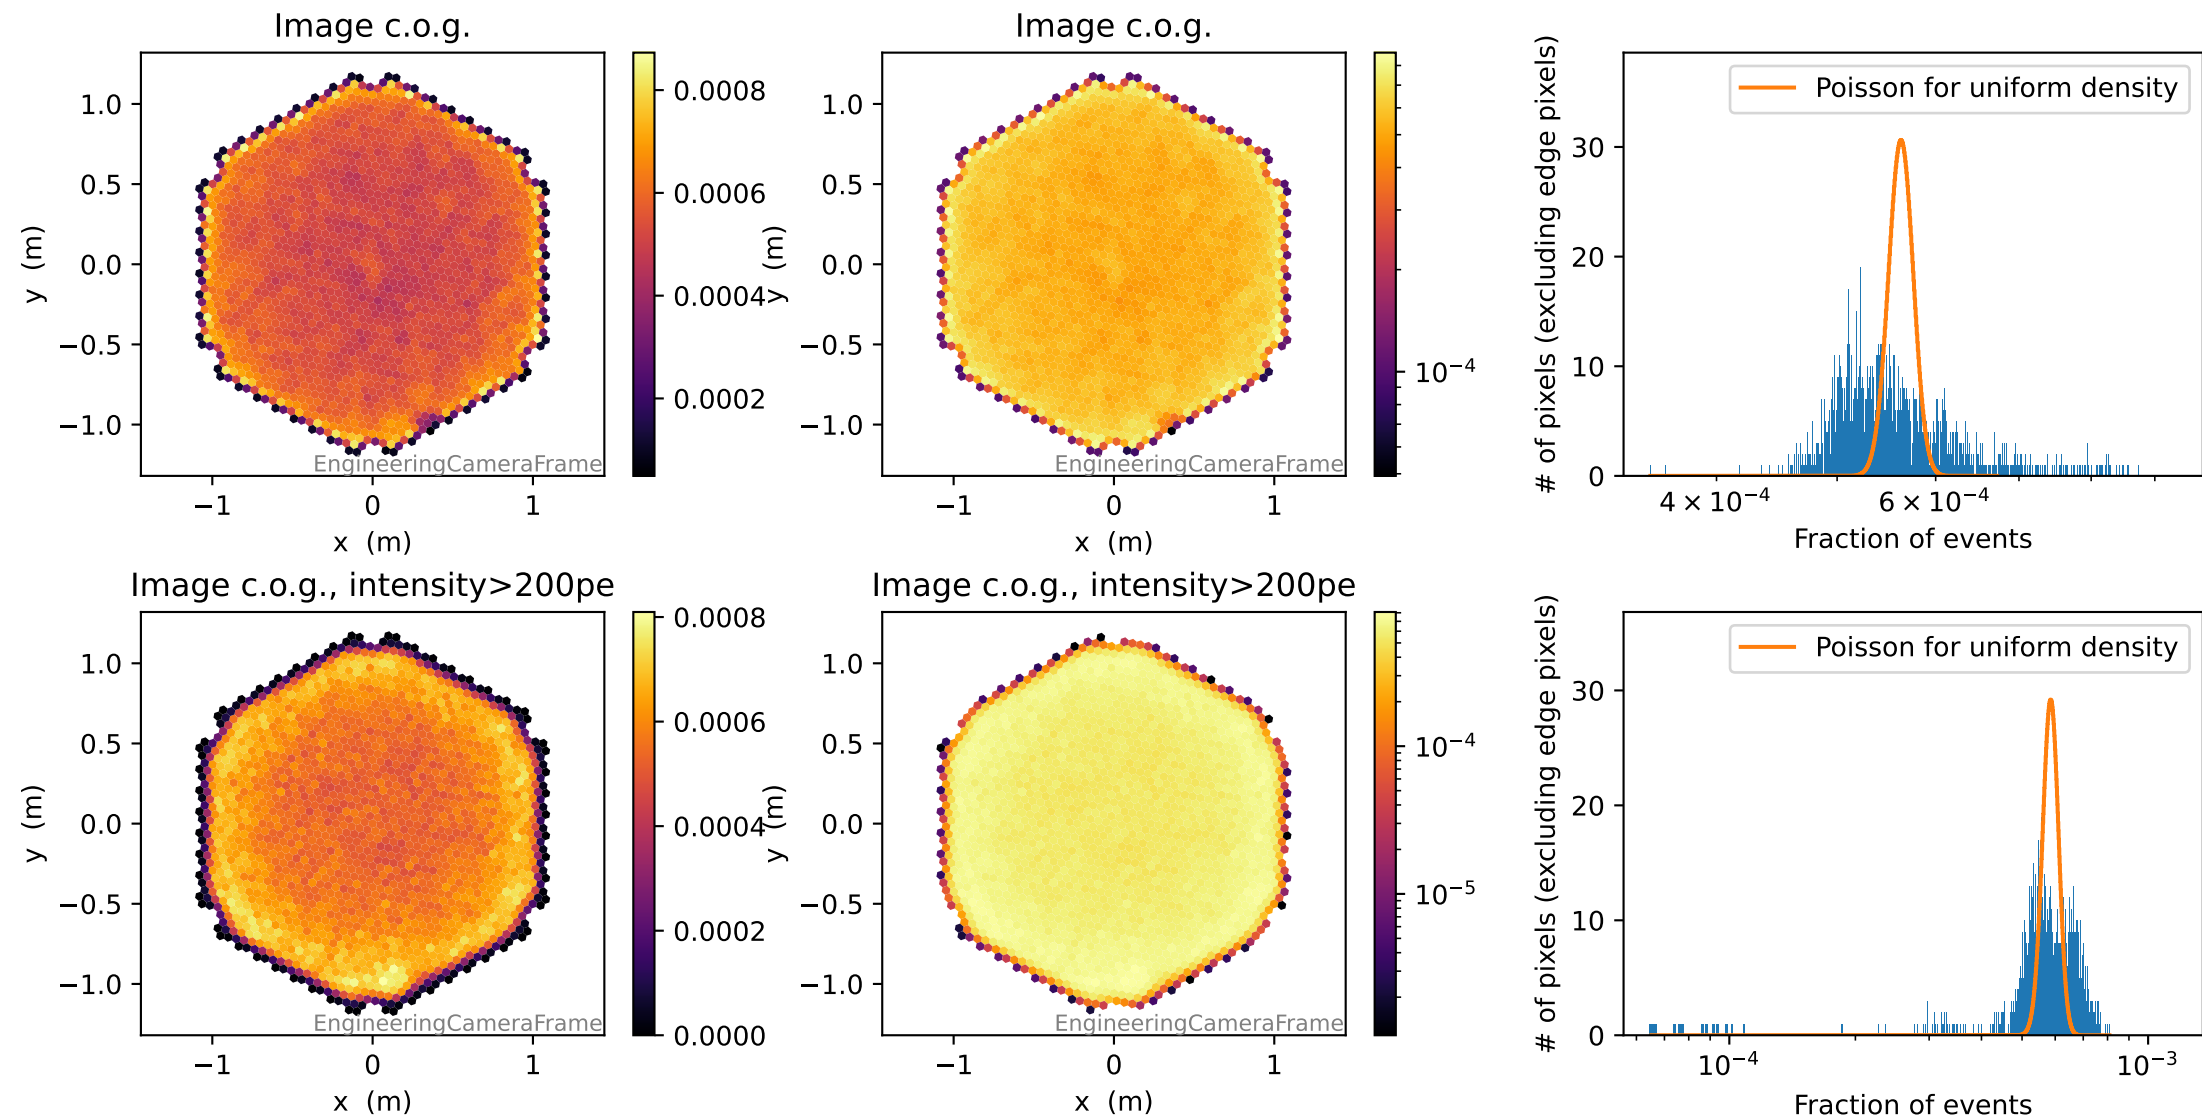 Image c.o.g.
1.0
0.5
0.0
−0.5
−1.0
y (m)
−1
0
1
x (m)
EngineeringCameraFrame
0.0008
0.0006
0.0004
0.0002
Image c.o.g.
1.0
0.5
0.0
−0.5
−1.0
y (m)
−1
0
1
x (m)
EngineeringCameraFrame
10⁻⁴
Poisson for uniform density
# of pixels (excluding edge pixels)
30
20
10
0
4 × 10⁻⁴
6 × 10⁻⁴
Fraction of events
Image c.o.g., intensity>200pe
1.0
0.5
0.0
−0.5
−1.0
y (m)
−1
0
1
x (m)
EngineeringCameraFrame
0.0008
0.0006
0.0004
0.0002
0.0000
Image c.o.g., intensity>200pe
1.0
0.5
0.0
−0.5
−1.0
y (m)
−1
0
1
x (m)
EngineeringCameraFrame
10⁻⁴
10⁻⁵
Poisson for uniform density
# of pixels (excluding edge pixels)
30
20
10
0
10⁻⁴
10⁻³
Fraction of events